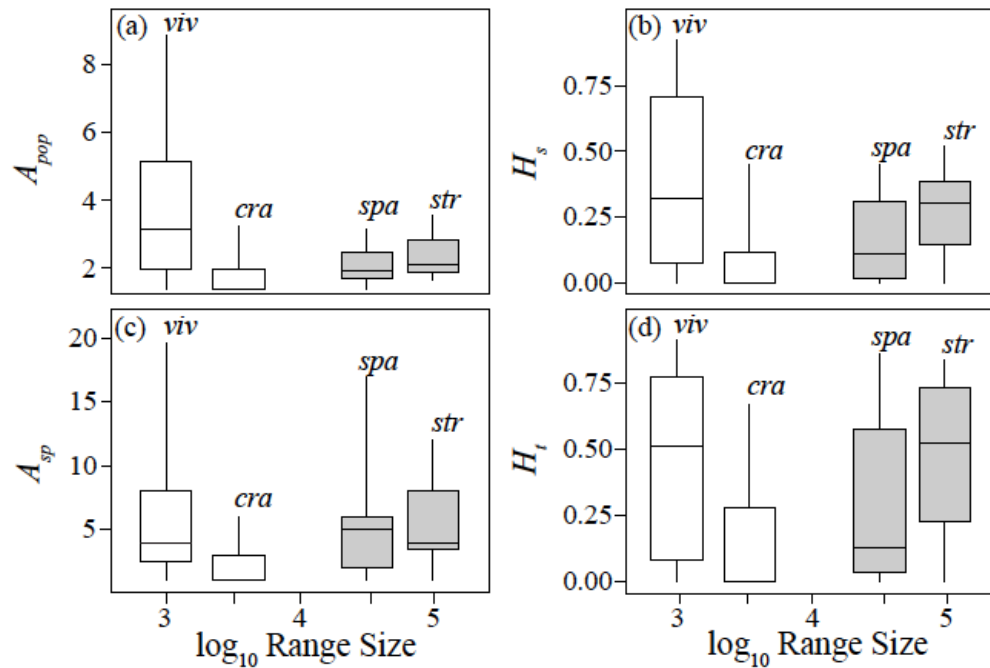 (a) viv
cra
spa
str
8
6
4
2
A_pop
(b) viv
cra
spa
str
0.75
0.50
0.25
0.00
H_s
(c) viv
cra
spa
str
20
15
10
5
A_sp
3 4 5
log₁₀ Range Size
(d) viv
cra
spa
str
0.75
0.50
0.25
0.00
H_t
3 4 5
log₁₀ Range Size